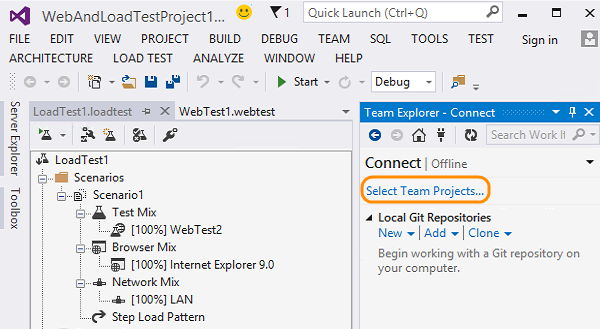 WebAndLoadTestProject1...
1
Quick Launch (Ctrl+Q)
FILE EDIT VIEW PROJECT BUILD DEBUG TEAM SQL TOOLS TEST Sign in
ARCHITECTURE LOAD TEST ANALYZE WINDOW HELP
Start Debug
Server Explorer
Toolbox
LoadTest1.loadtest WebTest1.webtest
LoadTest1
Scenarios
Scenario1
Test Mix
[100%] WebTest2
Browser Mix
[100%] Internet Explorer 9.0
Network Mix
[100%] LAN
Step Load Pattern
Team Explorer - Connect
Search Work It
Connect | Offline
Select Team Projects...
Local Git Repositories
New | Add | Clone
Begin working with a Git repository on
your computer.